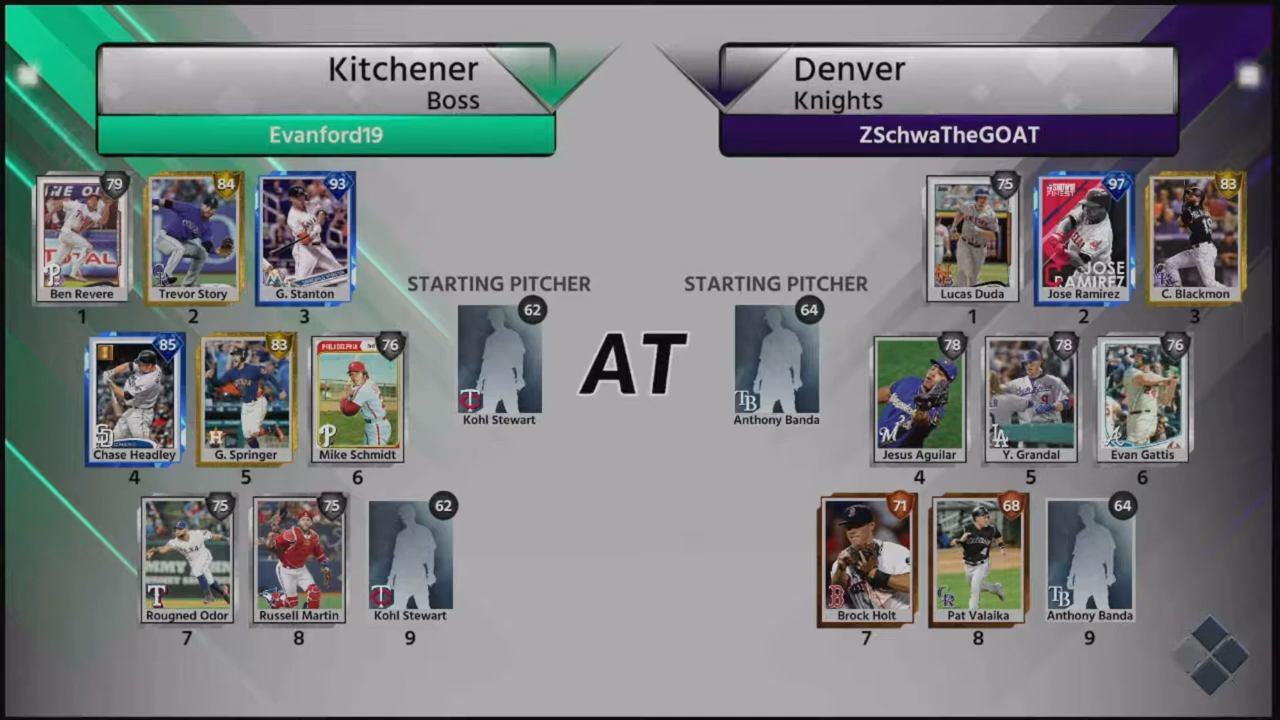 Kitchener
Boss
Evanford19
Denver
Knights
ZSchwaTheGOAT
79
Ben Revere
1
84
Trevor Story
2
93
G. Stanton
3
85
Chase Headley
4
83
G. Springer
5
PHILADELPHIA
76
Mike Schmidt
6
75
Rougned Odor
7
75
Russell Martin
8
62
Kohl Stewart
9
STARTING PITCHER
62
Kohl Stewart
AT
STARTING PITCHER
64
Anthony Banda
75
Lucas Duda
1
97
JOSE
RAMIREZ
Jose Ramirez
2
83
C. Blackmon
3
78
Jesus Aguilar
4
78
Y. Grandal
5
76
Evan Gattis
6
71
Brock Holt
7
68
Pat Valaika
8
64
Anthony Banda
9